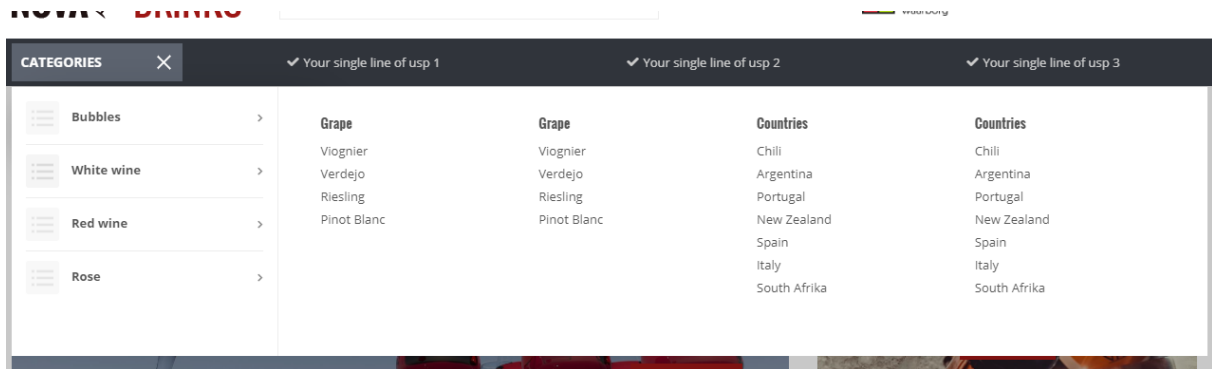 CATEGORIES
Your single line of usp 1
Your single line of usp 2
Your single line of usp 3
Bubbles
White wine
Red wine
Rose
Grape
Viognier
Verdejo
Riesling
Pinot Blanc
Grape
Viognier
Verdejo
Riesling
Pinot Blanc
Countries
Chili
Argentina
Portugal
New Zealand
Spain
Italy
South Afrika
Countries
Chili
Argentina
Portugal
New Zealand
Spain
Italy
South Afrika